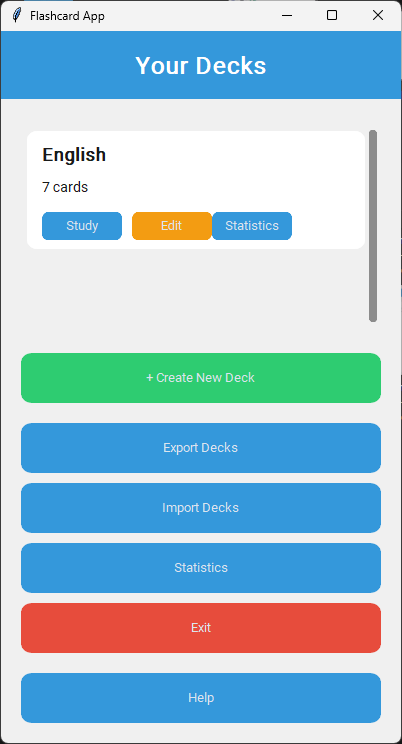 Flashcard App
Your Decks
English
7 cards
Study Edit Statistics
+ Create New Deck
Export Decks
Import Decks
Statistics
Exit
Help